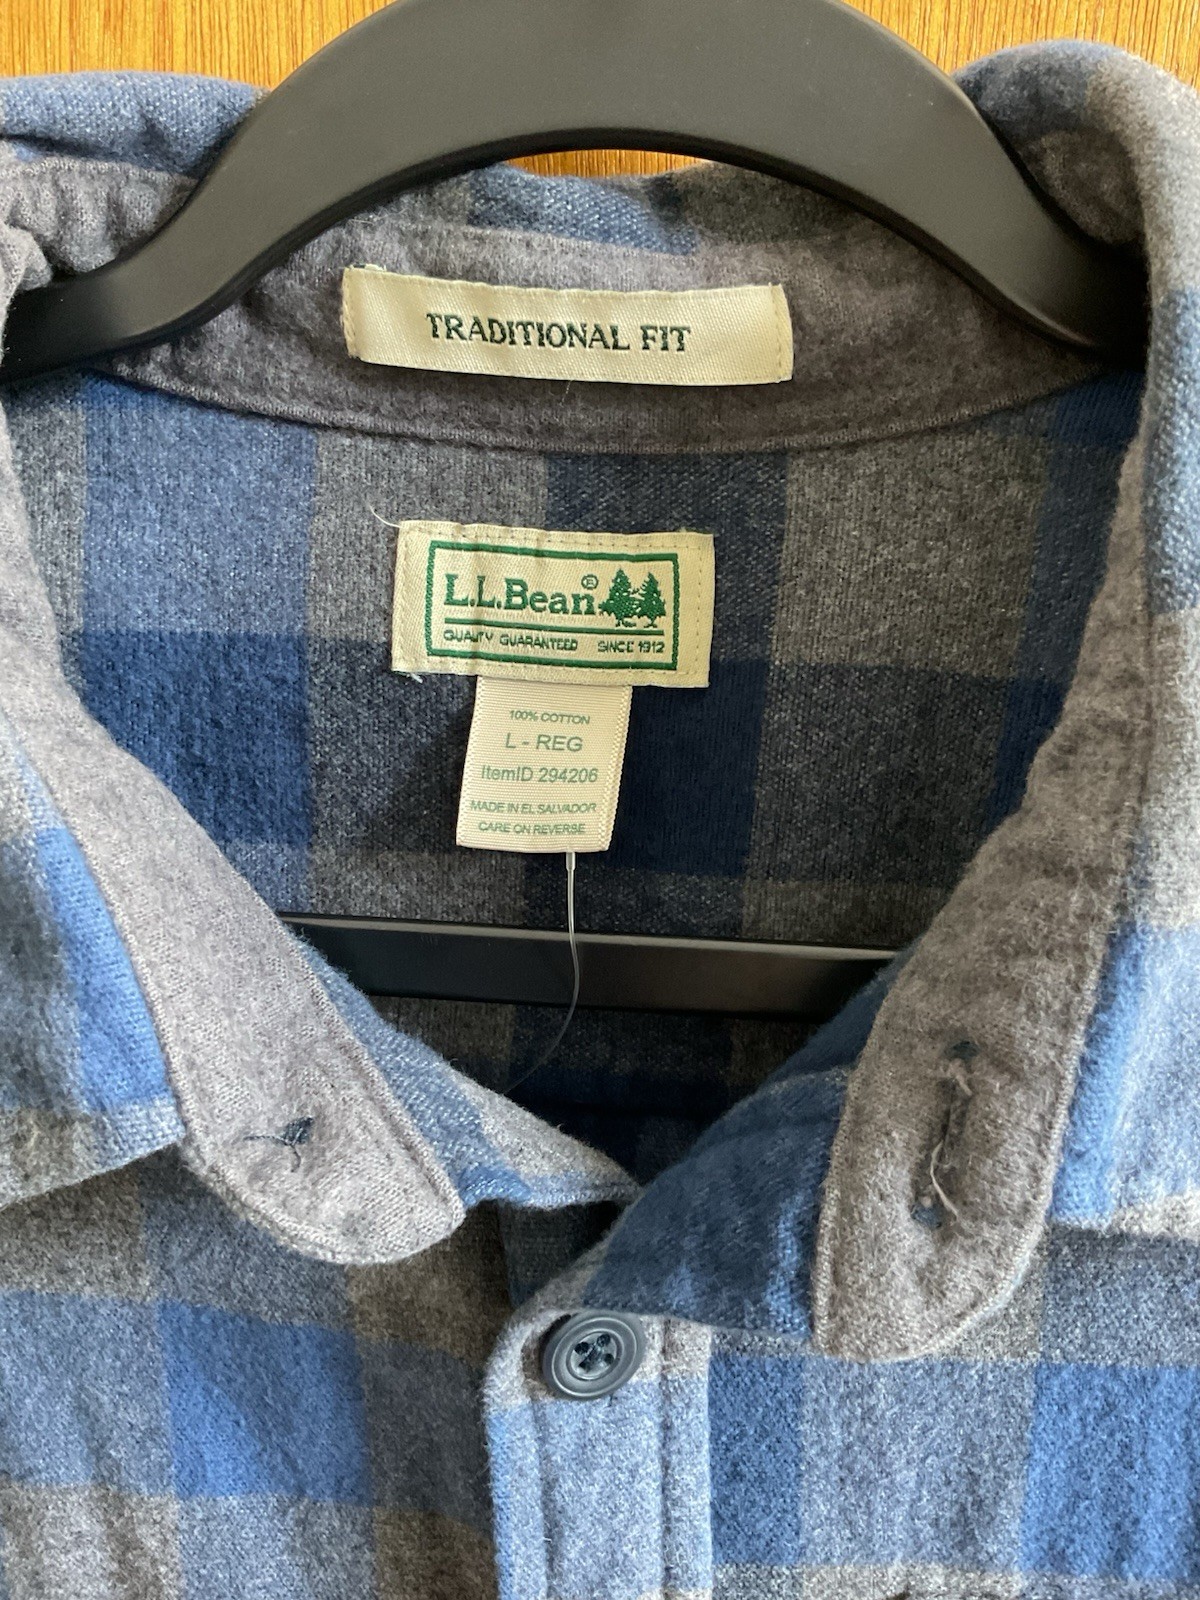 TRADITIONAL FIT
L.L.Bean®
QUALITY GUARANTEED SINCE 1912
100% COTTON
L - REG
ItemID 294206
MADE IN EL SALVADOR
CARE ON REVERSE